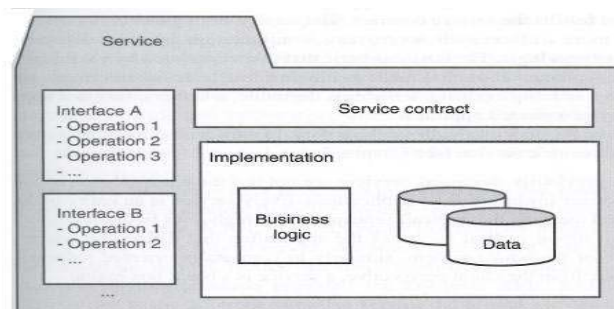 Service
Interface A
- Operation 1
- Operation 2
- Operation 3
- ...
Interface B
- Operation 1
- Operation 2
- ...
...
Service contract
Implementation
Business
logic
Data